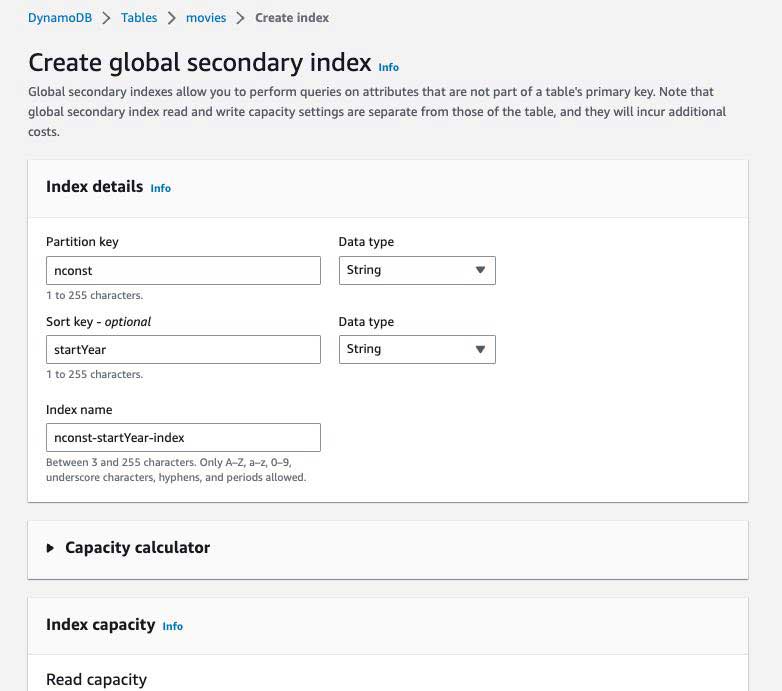 DynamoDB > Tables > movies > Create index
Create global secondary index Info
Global secondary indexes allow you to perform queries on attributes that are not part of a table's primary key. Note that
global secondary index read and write capacity settings are separate from those of the table, and they will incur additional
costs.
Index details Info
Partition key Data type
nconst String
1 to 255 characters.
Sort key - optional Data type
startYear String
1 to 255 characters.
Index name
nconst-startYear-index
Between 3 and 255 characters. Only A–Z, a–z, 0–9,
underscore characters, hyphens, and periods allowed.
Capacity calculator
Index capacity Info
Read capacity